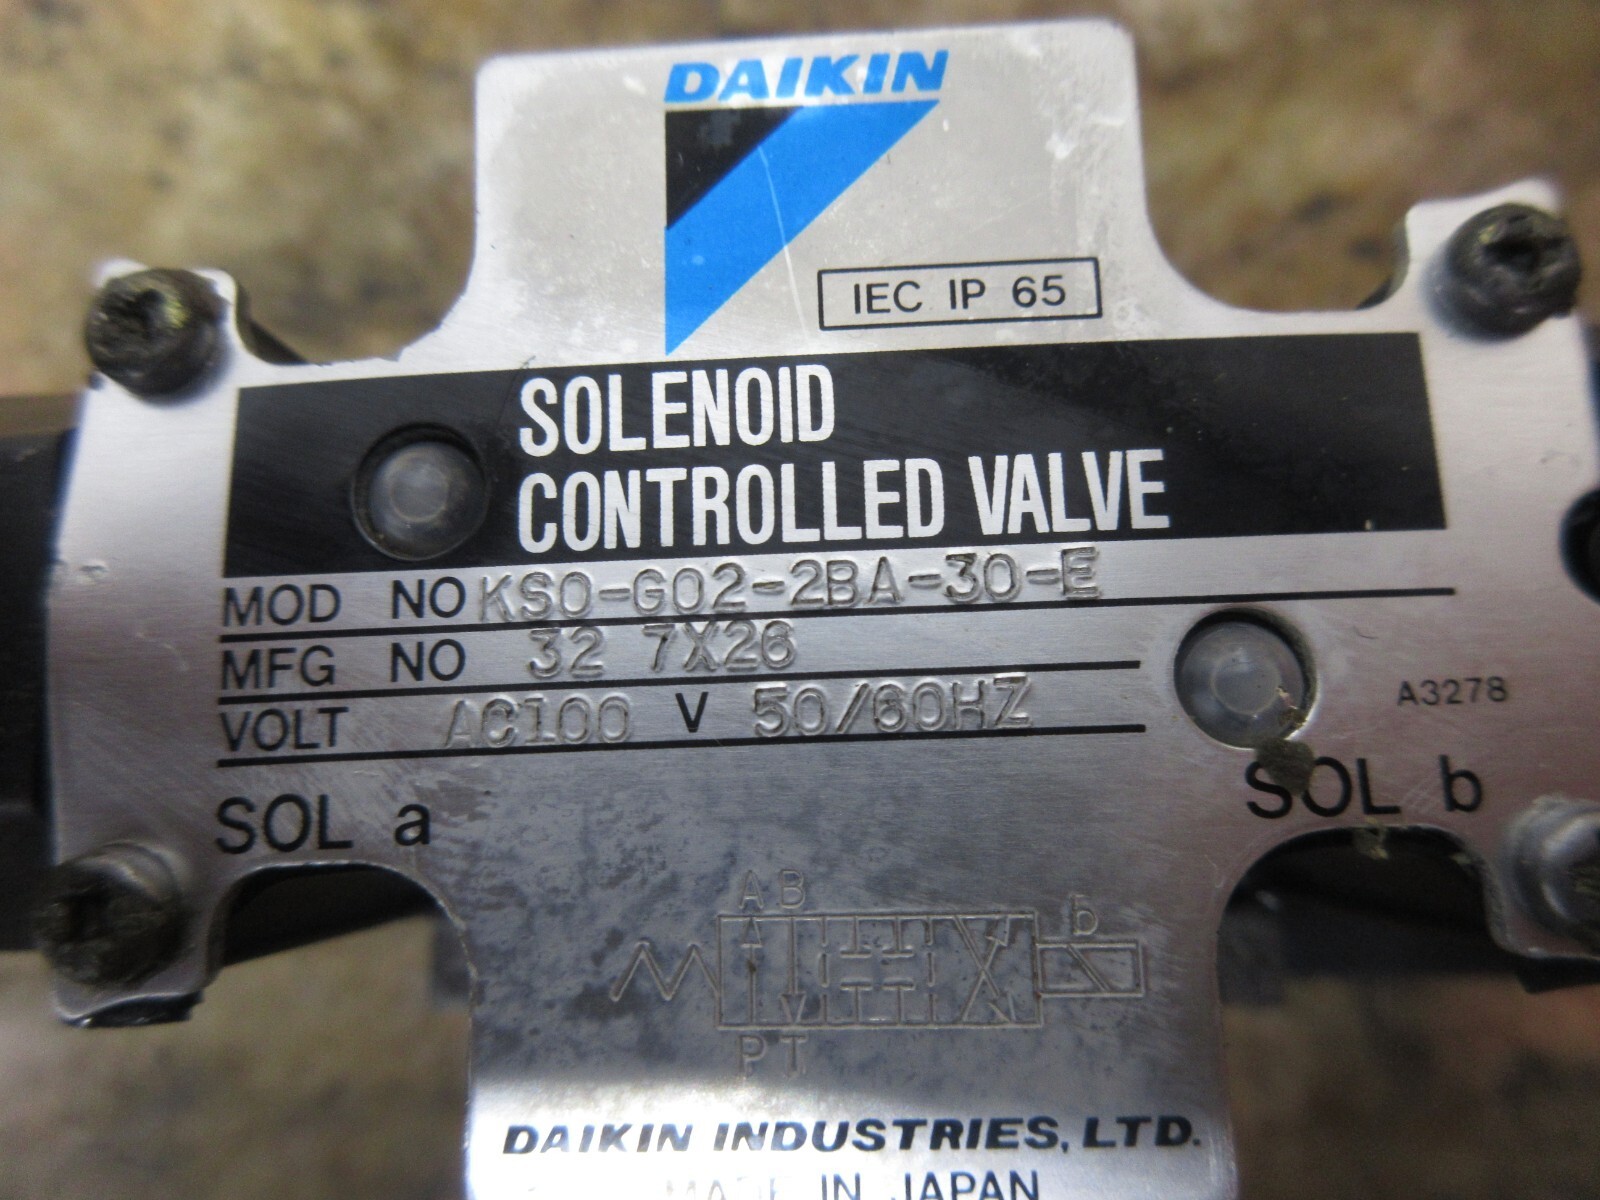 DAIKIN
IEC IP 65
SOLENOID
CONTROLLED VALVE
MOD NO KSO-G02-2BA-30-E
MFG NO 32 7X26
VOLT AC100 V 50/60HZ
A3278
SOL a
SOL b
A B
b
P T
DAIKIN INDUSTRIES, LTD.
MADE IN JAPAN